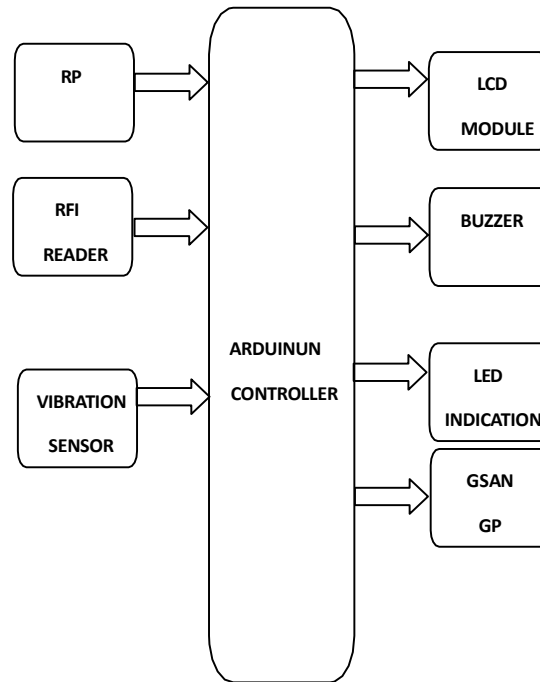 RP
RFI
READER
VIBRATION
SENSOR
ARDUINUN
CONTROLLER
LCD
MODULE
BUZZER
LED
INDICATION
GSAN
GP